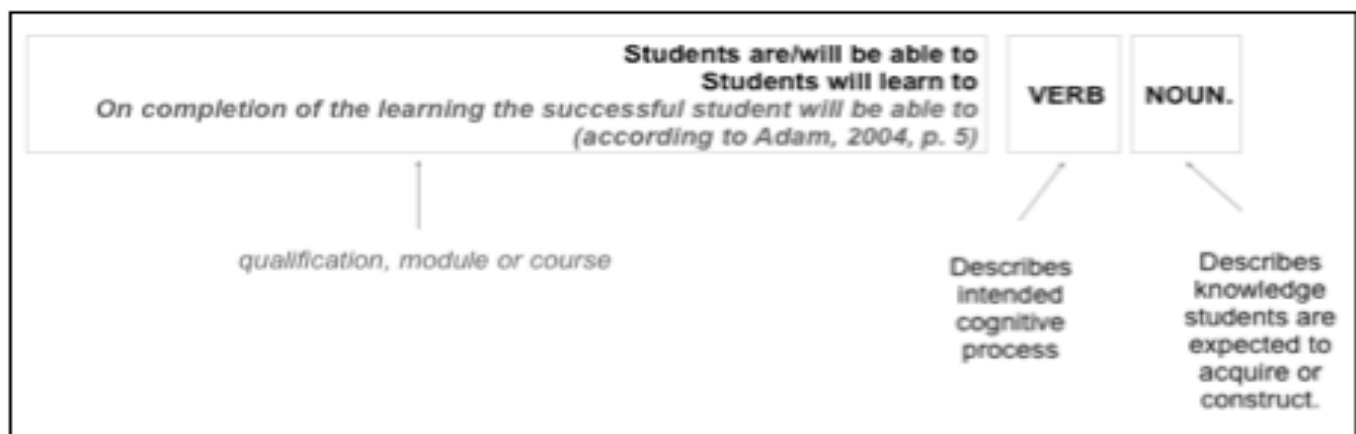 Students are/will be able to
Students will learn to
On completion of the learning the successful student will be able to
(according to Adam, 2004, p. 5)
VERB
NOUN.
qualification, module or course
Describes
intended
cognitive
process
Describes
knowledge
students are
expected to
acquire or
construct.